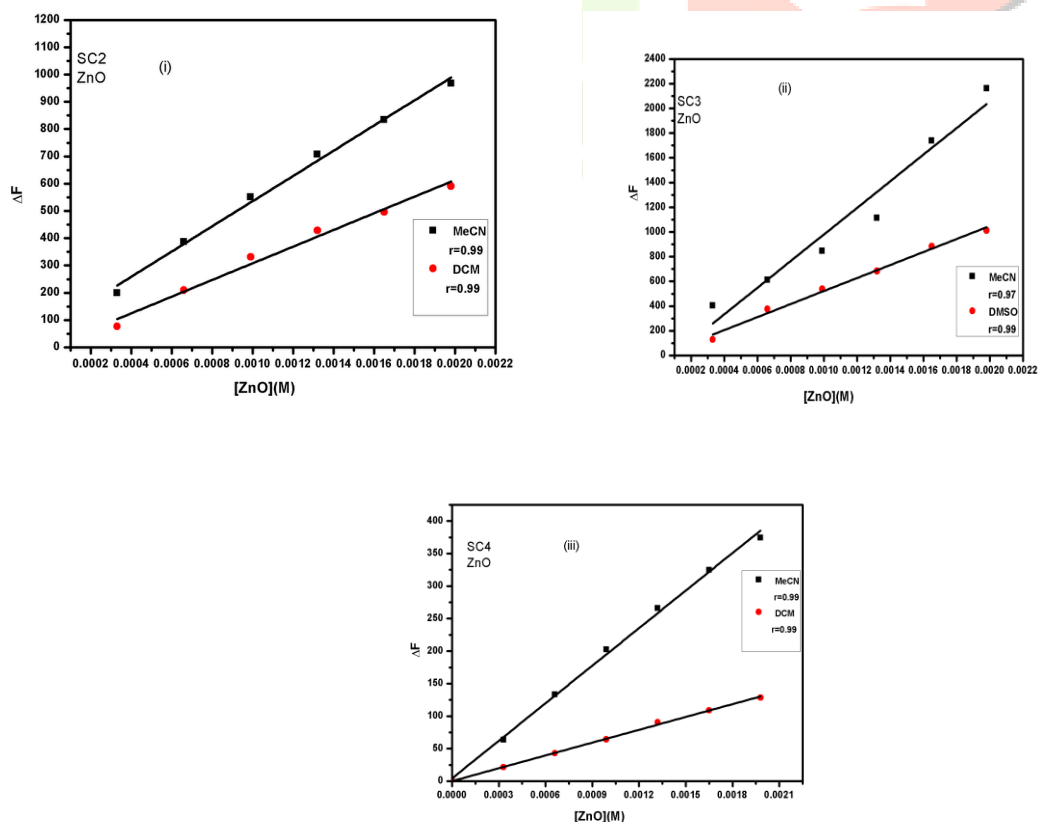 1200
1100
1000
900
800
700
600
500
400
300
200
100
0
ΔF
SC2
ZnO
(i)
MeCN
r=0.99
DCM
r=0.99
0.0002 0.0004 0.0006 0.0008 0.0010 0.0012 0.0014 0.0016 0.0018 0.0020 0.0022
[ZnO](M)
2400
2200
2000
1800
1600
1400
1200
1000
800
600
400
200
0
ΔF
SC3
ZnO
(ii)
MeCN
r=0.97
DMSO
r=0.99
0.0002 0.0004 0.0006 0.0008 0.0010 0.0012 0.0014 0.0016 0.0018 0.0020 0.0022
[ZnO](M)
400
350
300
250
200
150
100
50
0
ΔF
SC4
ZnO
(iii)
MeCN
r=0.99
DCM
r=0.99
0.0000 0.0003 0.0006 0.0009 0.0012 0.0015 0.0018 0.0021
[ZnO](M)